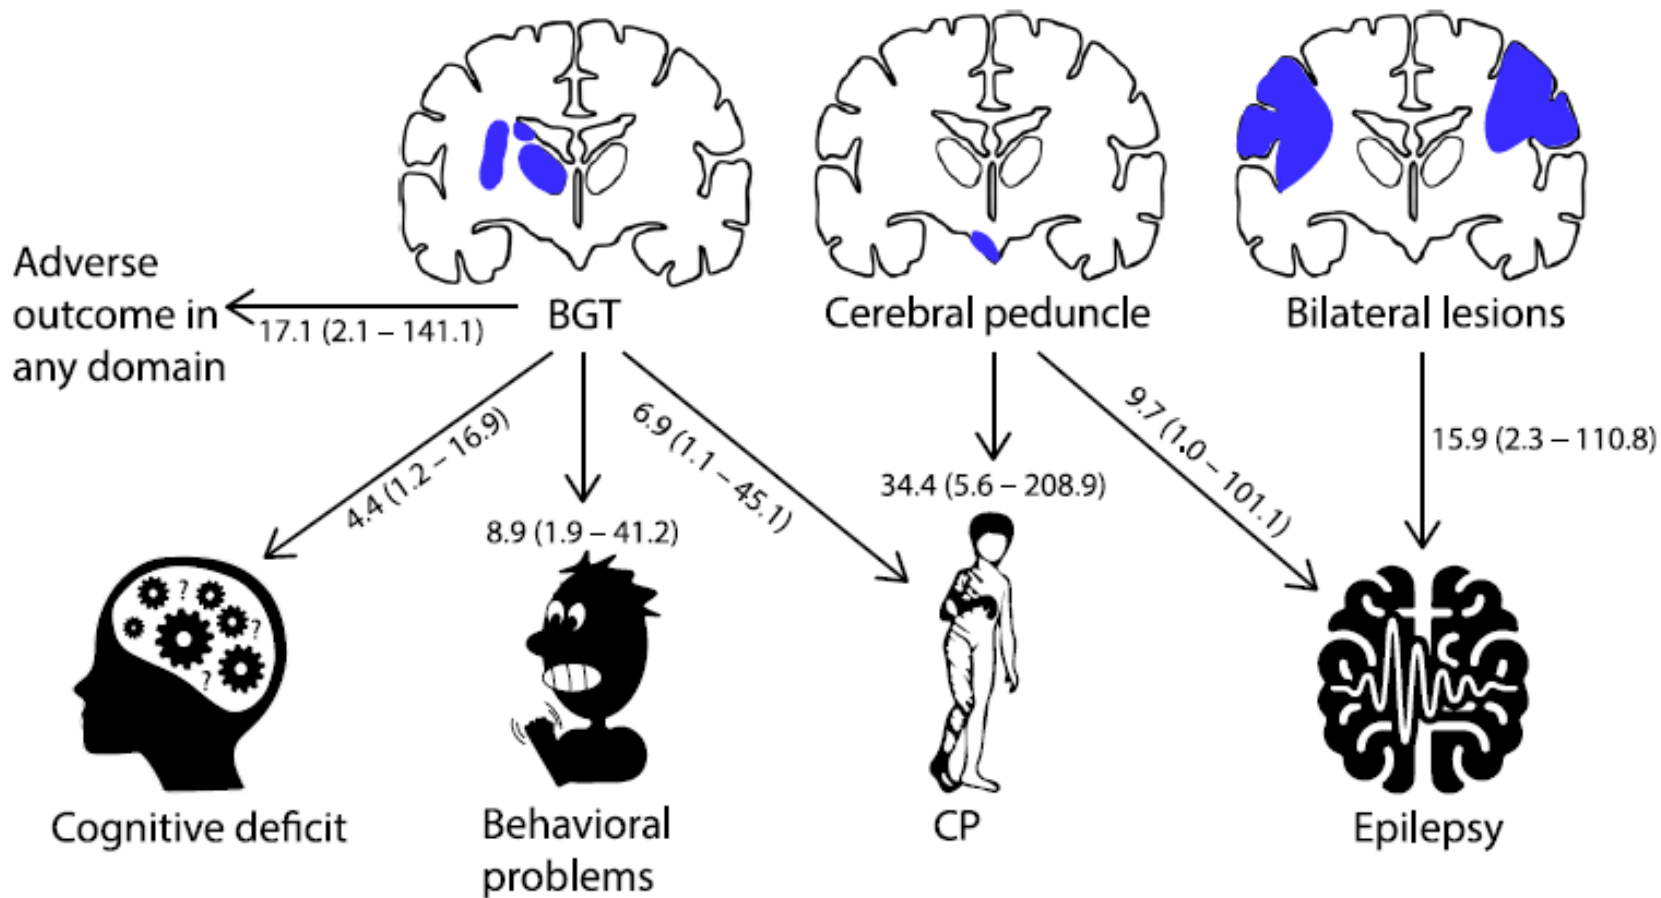 BGT
Cerebral peduncle
Bilateral lesions
Adverse
outcome in
any domain
17.1 (2.1 – 141.1)
4.4 (1.2 – 16.9)
8.9 (1.9 – 41.2)
6.9 (1.1 – 45.1)
34.4 (5.6 – 208.9)
9.7 (1.0 – 101.1)
15.9 (2.3 – 110.8)
?
?
?
Cognitive deficit
Behavioral
problems
CP
Epilepsy